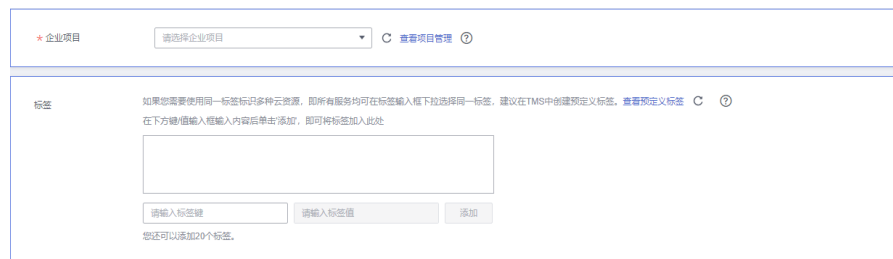 * 企业项目 请选择企业项目 查看项目管理 ?
标签 如果您需要使用同一标签标识多种云资源，即所有服务均可在标签输入框下拉选择同一标签，建议在TMS中创建预定义标签。查看预定义标签 ?
在下方键/值输入框输入内容后单击'添加'，即可将标签加入此处
请输入标签键 请输入标签值 添加
您还可以添加20个标签。